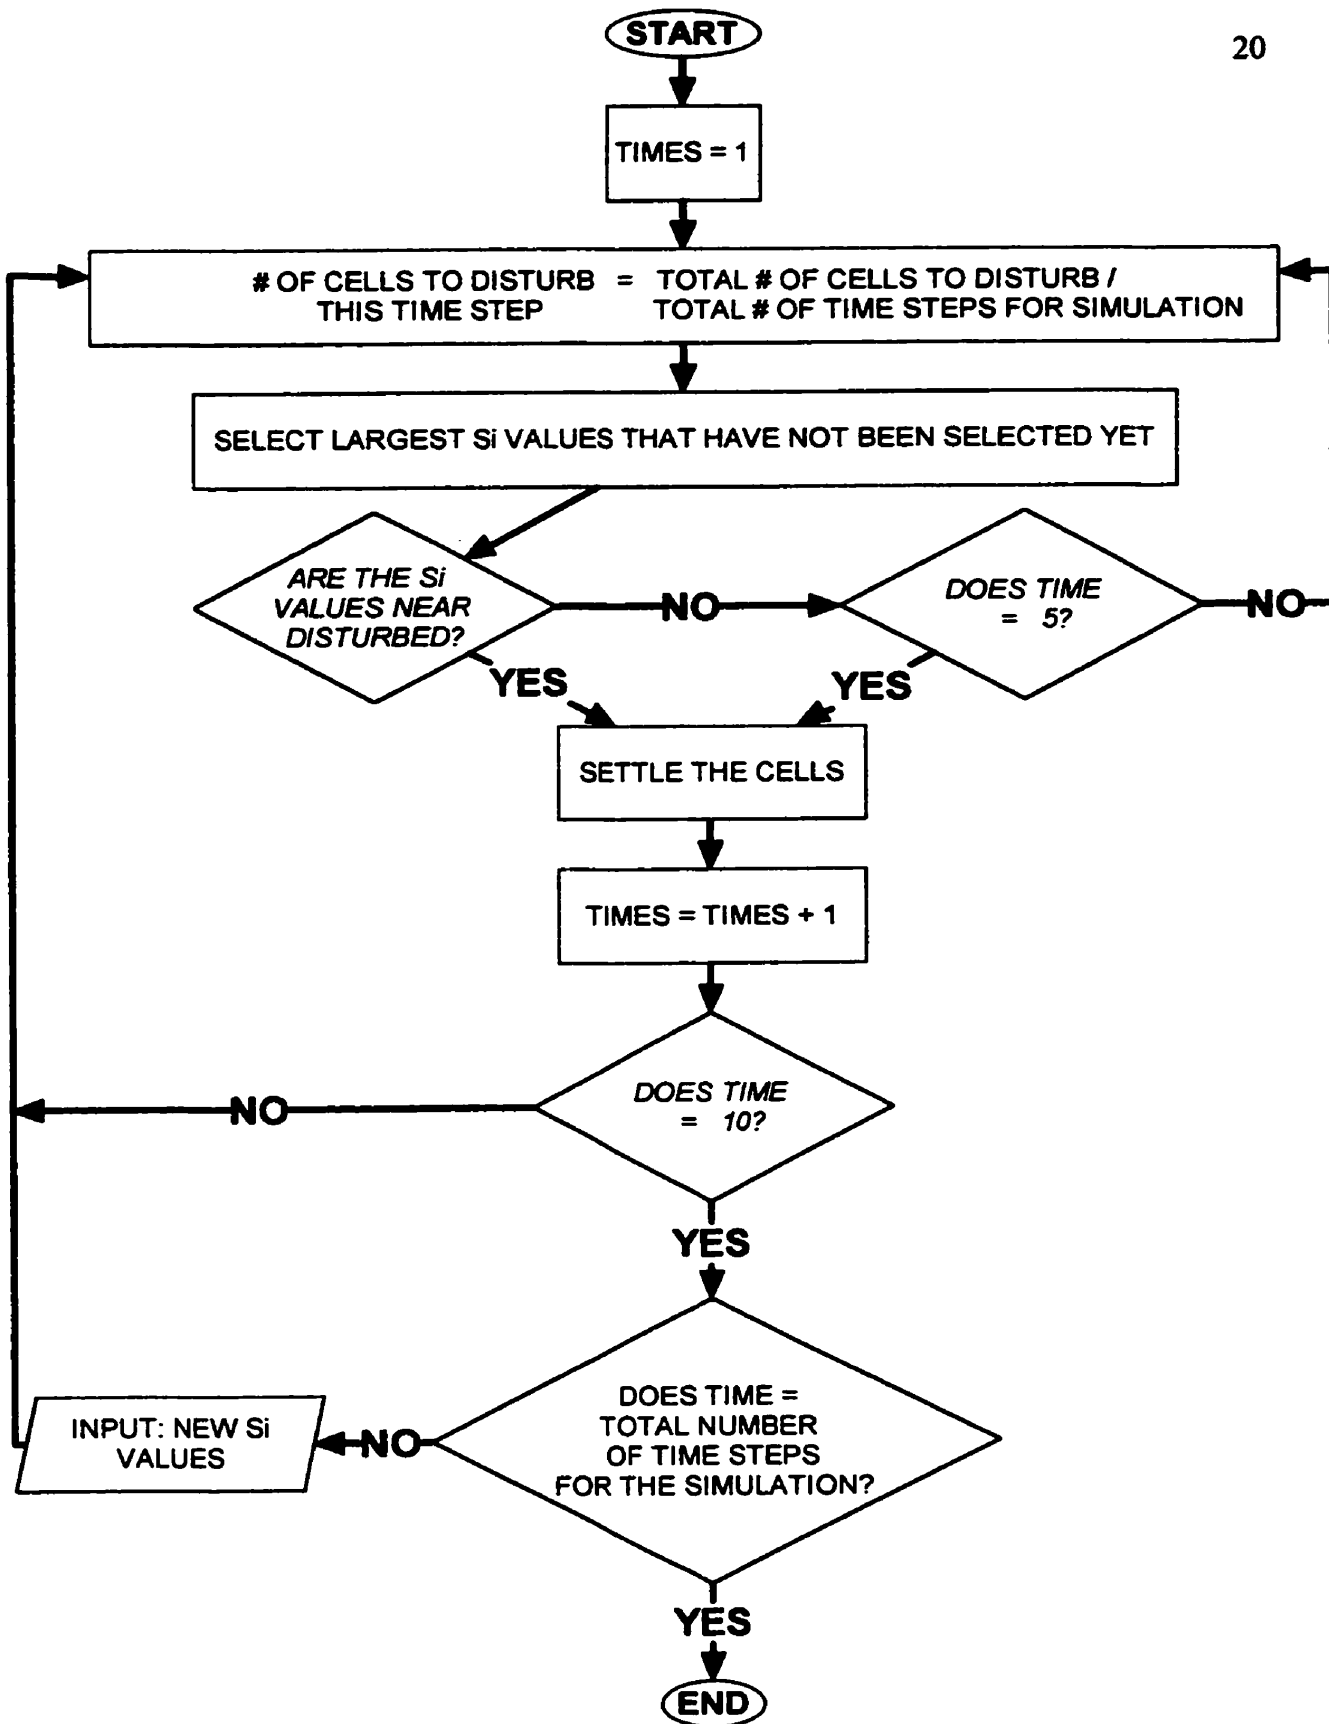 20
START
TIMES = 1
# OF CELLS TO DISTURB = TOTAL # OF CELLS TO DISTURB /
THIS TIME STEP TOTAL # OF TIME STEPS FOR SIMULATION
SELECT LARGEST Si VALUES THAT HAVE NOT BEEN SELECTED YET
ARE THE Si
VALUES NEAR
DISTURBED?
NO
DOES TIME
= 5?
NO
YES
YES
SETTLE THE CELLS
TIMES = TIMES + 1
DOES TIME
= 10?
NO
YES
DOES TIME =
TOTAL NUMBER
OF TIME STEPS
FOR THE SIMULATION?
NO
INPUT: NEW Si
VALUES
YES
END